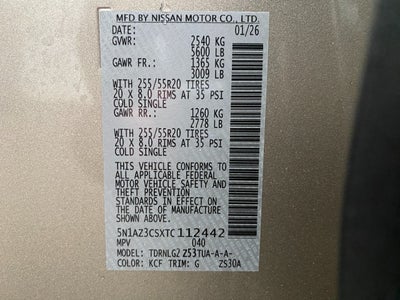 MFD BY NISSAN MOTOR CO., LTD.
DATE: 01/26
GVWR: 2540 KG
5600 LB
GAWR FR.: 1365 KG
3009 LB
WITH 255/55R20 TIRES
20 X 8.0 RIMS AT 35 PSI
COLD SINGLE
GAWR RR.: 1260 KG
2778 LB
WITH 255/55R20 TIRES
20 X 8.0 RIMS AT 35 PSI
COLD SINGLE
THIS VEHICLE CONFORMS TO
ALL APPLICABLE FEDERAL
MOTOR VEHICLE SAFETY AND
THEFT PREVENTION
STANDARDS IN EFFECT ON
THE DATE OF MANUFACTURE
SHOWN ABOVE.
5N1AZ3CSXTC112442
MPV 040
MODEL: TDRNLG2 Z53TUA-A-A-
COLOR: KCF TRIM: G ZS30A